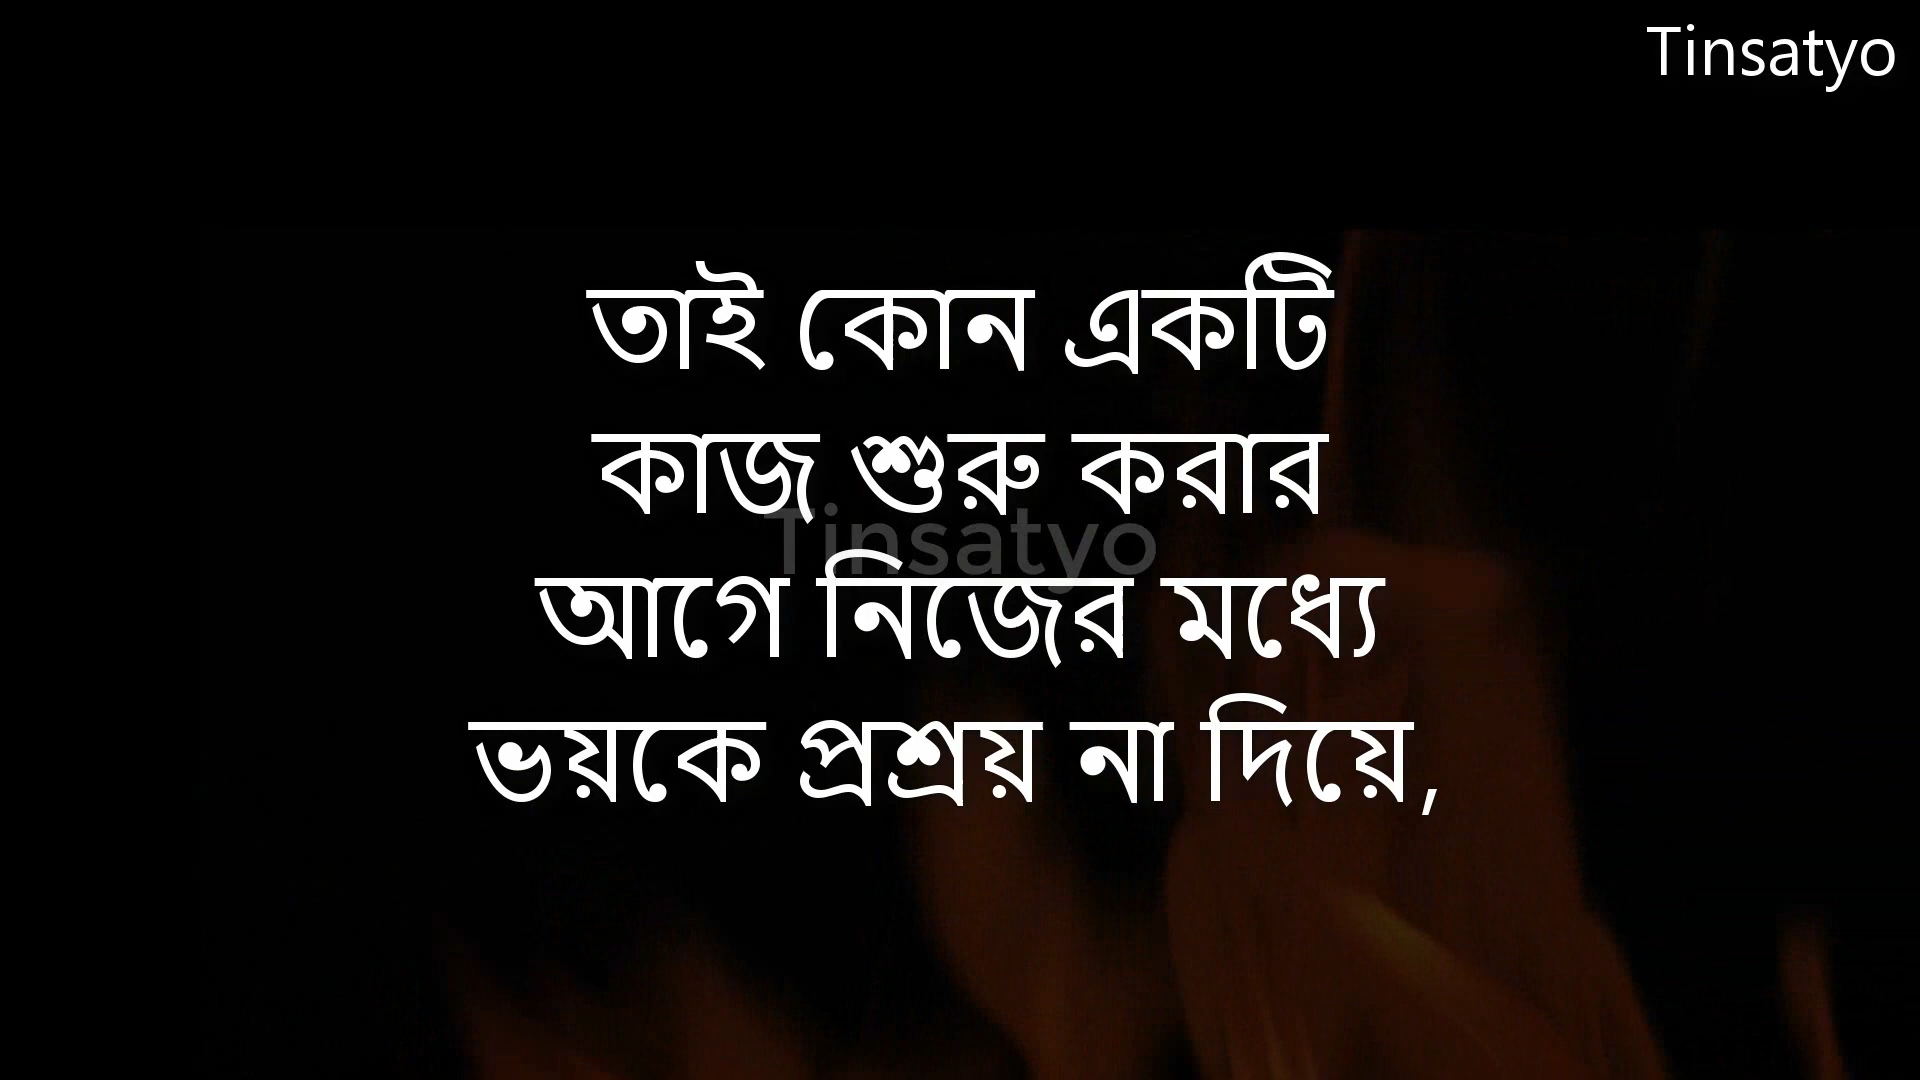 Tinsatyo
তাই কোন একটি
কাজ শুরু করার
Tinsatyo
আগে নিজের মধ্যে
ভয়কে প্রশ্রয় না দিয়ে,